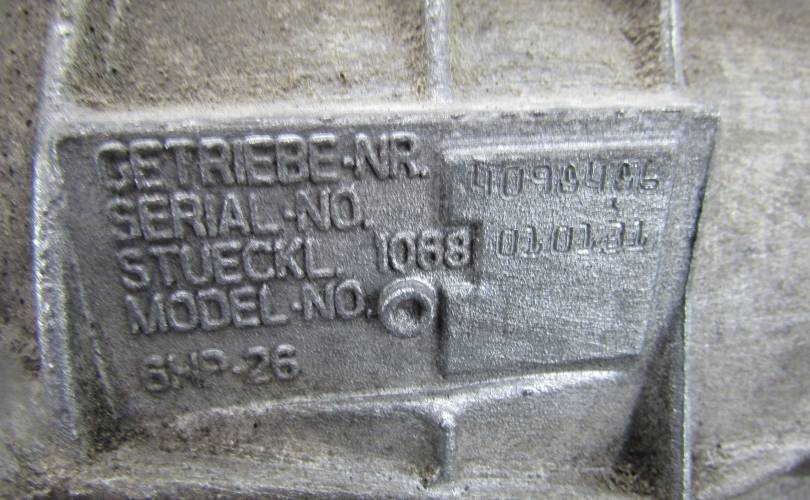 GETRIEBE-NR.
SERIAL-NO.
STUECKL. 1068
MODEL-NO.
6HP-26